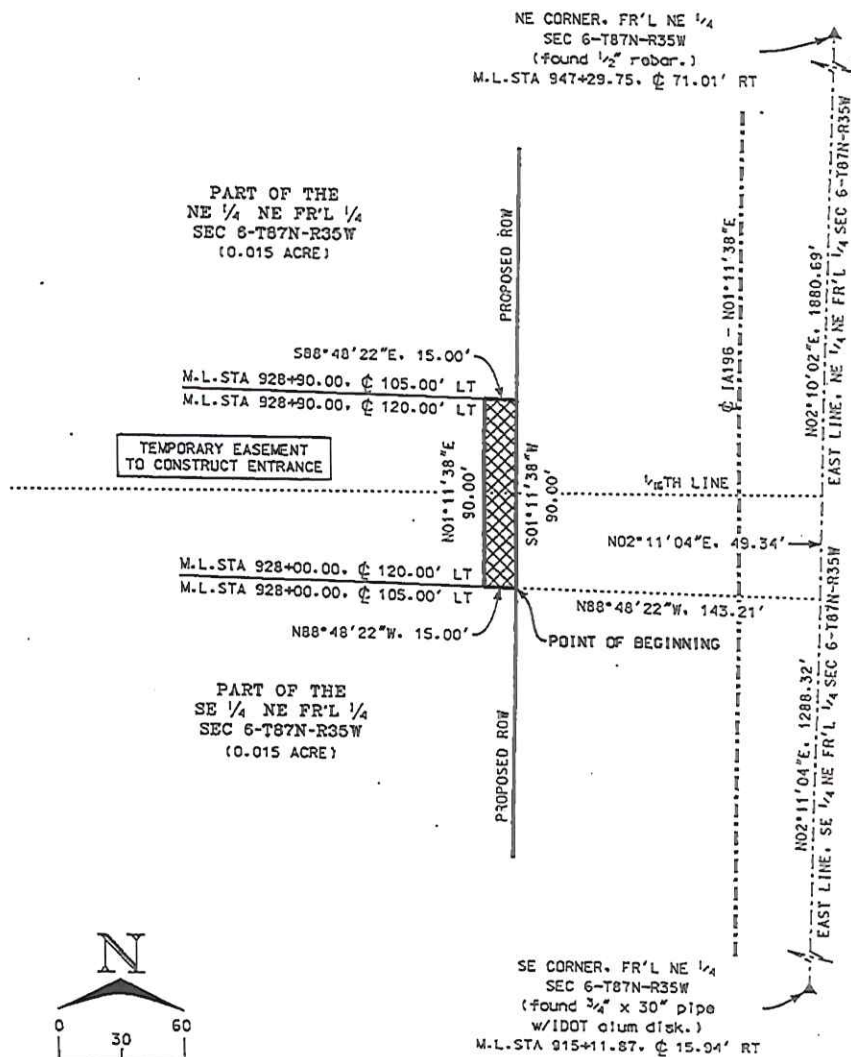 NE CORNER, FR'L NE 1/4
SEC 6-T87N-R35W
(found 1/2" rebar.)
M.L.STA 947+29.75, ℄ 71.01' RT
PART OF THE
NE 1/4 NE FR'L 1/4
SEC 6-T87N-R35W
(0.015 ACRE)
PROPOSED ROW
℄ IA196 - N01°11'38"E
N02°10'02"E, 1880.69'
EAST LINE, NE 1/4 NE FR'L 1/4 SEC 6-T87N-R35W
S88°48'22"E, 15.00'
M.L.STA 928+90.00, ℄ 105.00' LT
M.L.STA 928+90.00, ℄ 120.00' LT
TEMPORARY EASEMENT
TO CONSTRUCT ENTRANCE
N01°11'38"E
90.00'
S01°11'38"W
90.00'
1/16TH LINE
N02°11'04"E, 49.34'
M.L.STA 928+00.00, ℄ 120.00' LT
M.L.STA 928+00.00, ℄ 105.00' LT
N88°48'22"W, 143.21'
N88°48'22"W, 15.00'
POINT OF BEGINNING
PART OF THE
SE 1/4 NE FR'L 1/4
SEC 6-T87N-R35W
(0.015 ACRE)
PROPOSED ROW
N02°11'04"E, 1288.32'
EAST LINE, SE 1/4 NE FR'L 1/4 SEC 6-T87N-R35W
N
0 30 60
SE CORNER, FR'L NE 1/4
SEC 6-T87N-R35W
(found 3/4" x 30" pipe
w/IDOT alum disk.)
M.L.STA 915+11.87, ℄ 15.94' RT